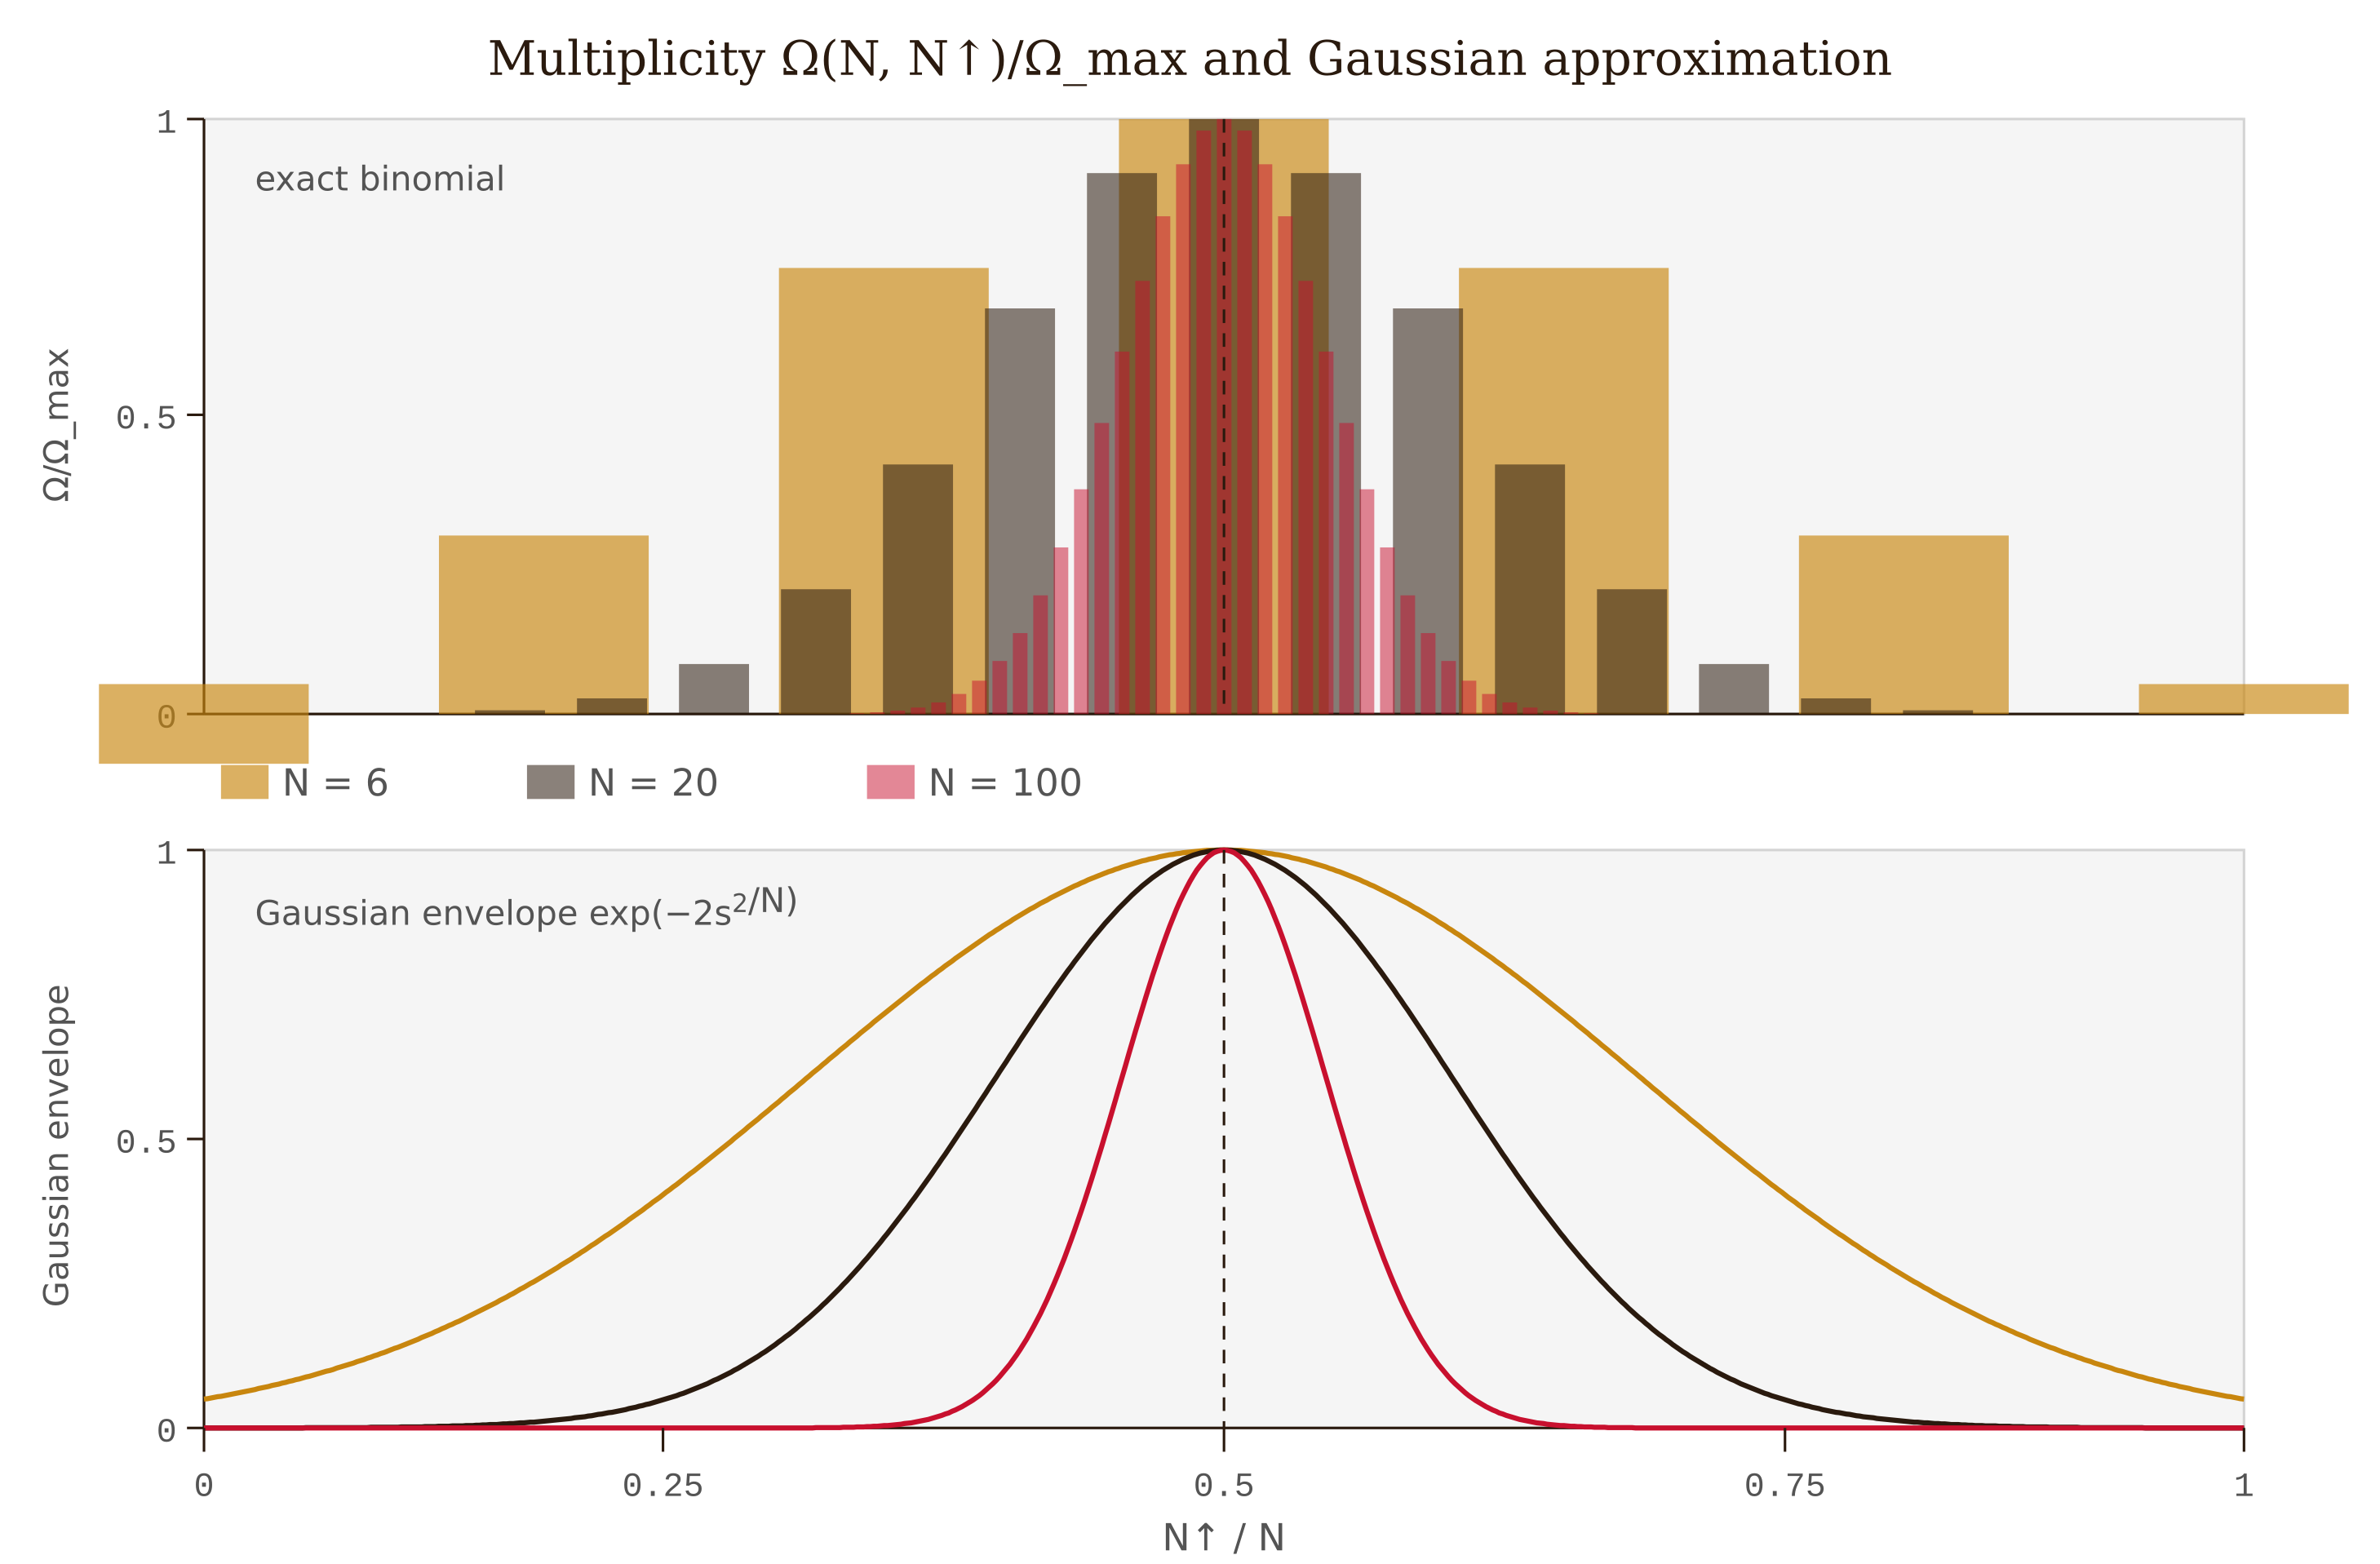 Multiplicity Ω(N, N↑)/Ω_max and Gaussian approximation
1
exact binomial
Ω/Ω_max
0.5
0
N = 6
N = 20
N = 100
1
Gaussian envelope exp(−2s²/N)
Gaussian envelope
0.5
0
0
0.25
0.5
0.75
1
N↑ / N